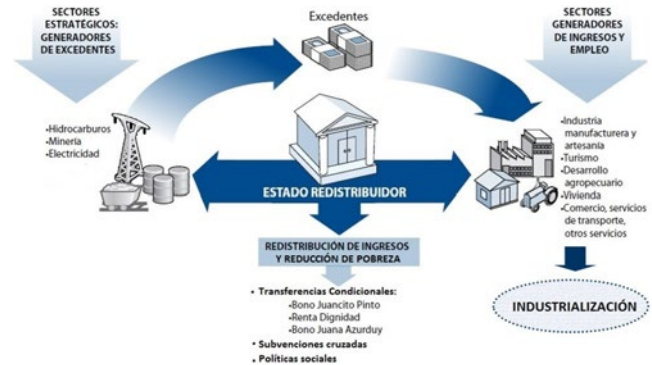 SECTORES
ESTRATÉGICOS:
GENERADORES
DE EXCEDENTES
Excedentes
SECTORES
GENERADORES
DE INGRESOS Y
EMPLEO
•Hidrocarburos
•Minería
•Electricidad
•Industria
manufacturera y
artesanía
•Turismo
•Desarrollo
agropecuario
•Vivienda
•Comercio, servicios
de transporte,
otros servicios
ESTADO REDISTRIBUIDOR
REDISTRIBUCIÓN DE INGRESOS
Y REDUCCIÓN DE POBREZA
• Transferencias Condicionales:
•Bono Juancito Pinto
•Renta Dignidad
•Bono Juana Azurduy
• Subvenciones cruzadas
• Políticas sociales
INDUSTRIALIZACIÓN